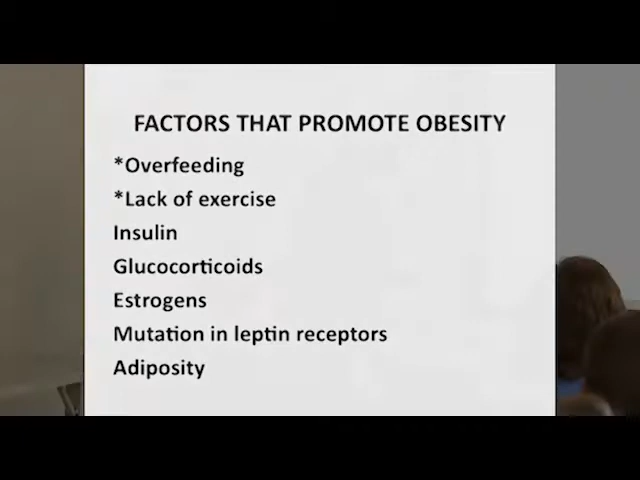 FACTORS THAT PROMOTE OBESITY
*Overfeeding
*Lack of exercise
Insulin
Glucocorticoids
Estrogens
Mutation in leptin receptors
Adiposity